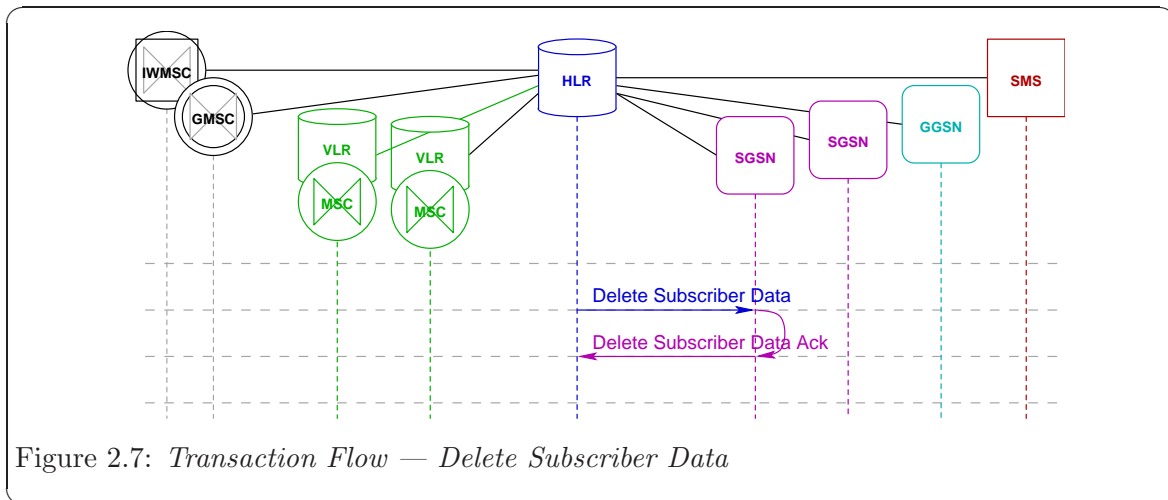 IWMSC
HLR
SMS
GMSC
GGSN
SGSN
VLR
VLR
SGSN
MSC
MSC
Delete Subscriber Data
Delete Subscriber Data Ack
Figure 2.7: Transaction Flow — Delete Subscriber Data